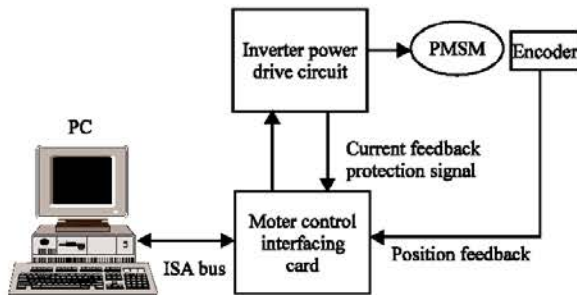 Inverter power
drive circuit
PMSM
Encoder
PC
Current feedback
protection signal
Moter control
interfacing
card
ISA bus
Position feedback